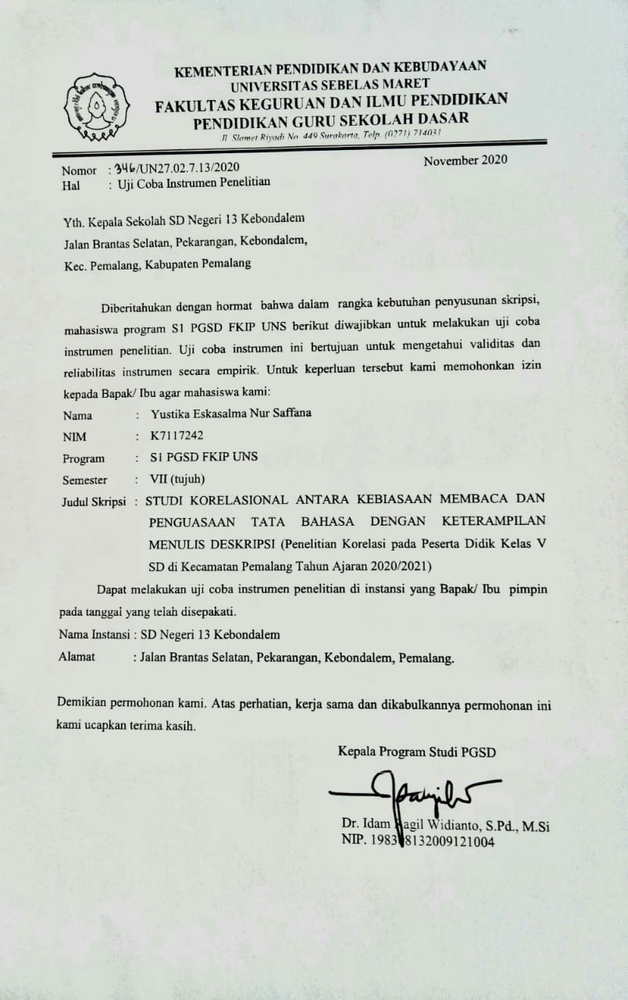 KEMENTERIAN PENDIDIKAN DAN KEBUDAYAAN
UNIVERSITAS SEBELAS MARET
FAKULTAS KEGURUAN DAN ILMU PENDIDIKAN
PENDIDIKAN GURU SEKOLAH DASAR
Jl. Slamet Riyadi No. 449 Surakarta, Telp. (0271) 714031
Nomor : 346/UN27.02.7.13/2020 November 2020
Hal : Uji Coba Instrumen Penelitian
Yth. Kepala Sekolah SD Negeri 13 Kebondalem
Jalan Brantas Selatan, Pekarangan, Kebondalem,
Kec. Pemalang, Kabupaten Pemalang
Diberitahukan dengan hormat bahwa dalam rangka kebutuhan penyusunan skripsi,
mahasiswa program S1 PGSD FKIP UNS berikut diwajibkan untuk melakukan uji coba
instrumen penelitian. Uji coba instrumen ini bertujuan untuk mengetahui validitas dan
reliabilitas instrumen secara empirik. Untuk keperluan tersebut kami memohonkan izin
kepada Bapak/ Ibu agar mahasiswa kami:
Nama : Yustika Eskasalma Nur Saffana
NIM : K7117242
Program : S1 PGSD FKIP UNS
Semester : VII (tujuh)
Judul Skripsi : STUDI KORELASIONAL ANTARA KEBIASAAN MEMBACA DAN
PENGUASAAN TATA BAHASA DENGAN KETERAMPILAN
MENULIS DESKRIPSI (Penelitian Korelasi pada Peserta Didik Kelas V
SD di Kecamatan Pemalang Tahun Ajaran 2020/2021)
Dapat melakukan uji coba instrumen penelitian di instansi yang Bapak/ Ibu pimpin
pada tanggal yang telah disepakati.
Nama Instansi : SD Negeri 13 Kebondalem
Alamat : Jalan Brantas Selatan, Pekarangan, Kebondalem, Pemalang.
Demikian permohonan kami. Atas perhatian, kerja sama dan dikabulkannya permohonan ini
kami ucapkan terima kasih.
Kepala Program Studi PGSD
Dr. Idam Ragil Widianto, S.Pd., M.Si
NIP.